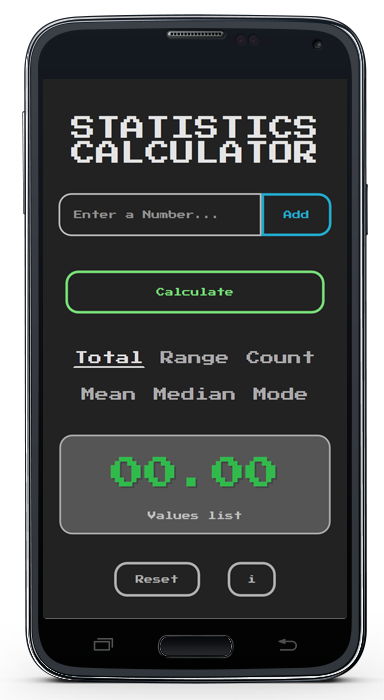 STATISTICS
CALCULATOR
Enter a Number... Add
Calculate
Total Range Count
Mean Median Mode
00.00
Values list
Reset i